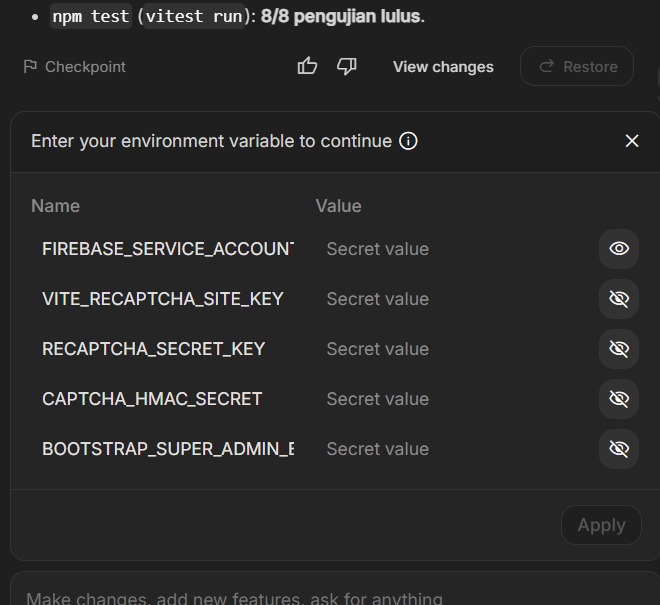 • npm test (vitest run): 8/8 pengujian lulus.
Checkpoint View changes Restore
Enter your environment variable to continue
Name Value
FIREBASE_SERVICE_ACCOUNT Secret value
VITE_RECAPTCHA_SITE_KEY Secret value
RECAPTCHA_SECRET_KEY Secret value
CAPTCHA_HMAC_SECRET Secret value
BOOTSTRAP_SUPER_ADMIN_E Secret value
Apply
Make changes, add new features, ask for anything